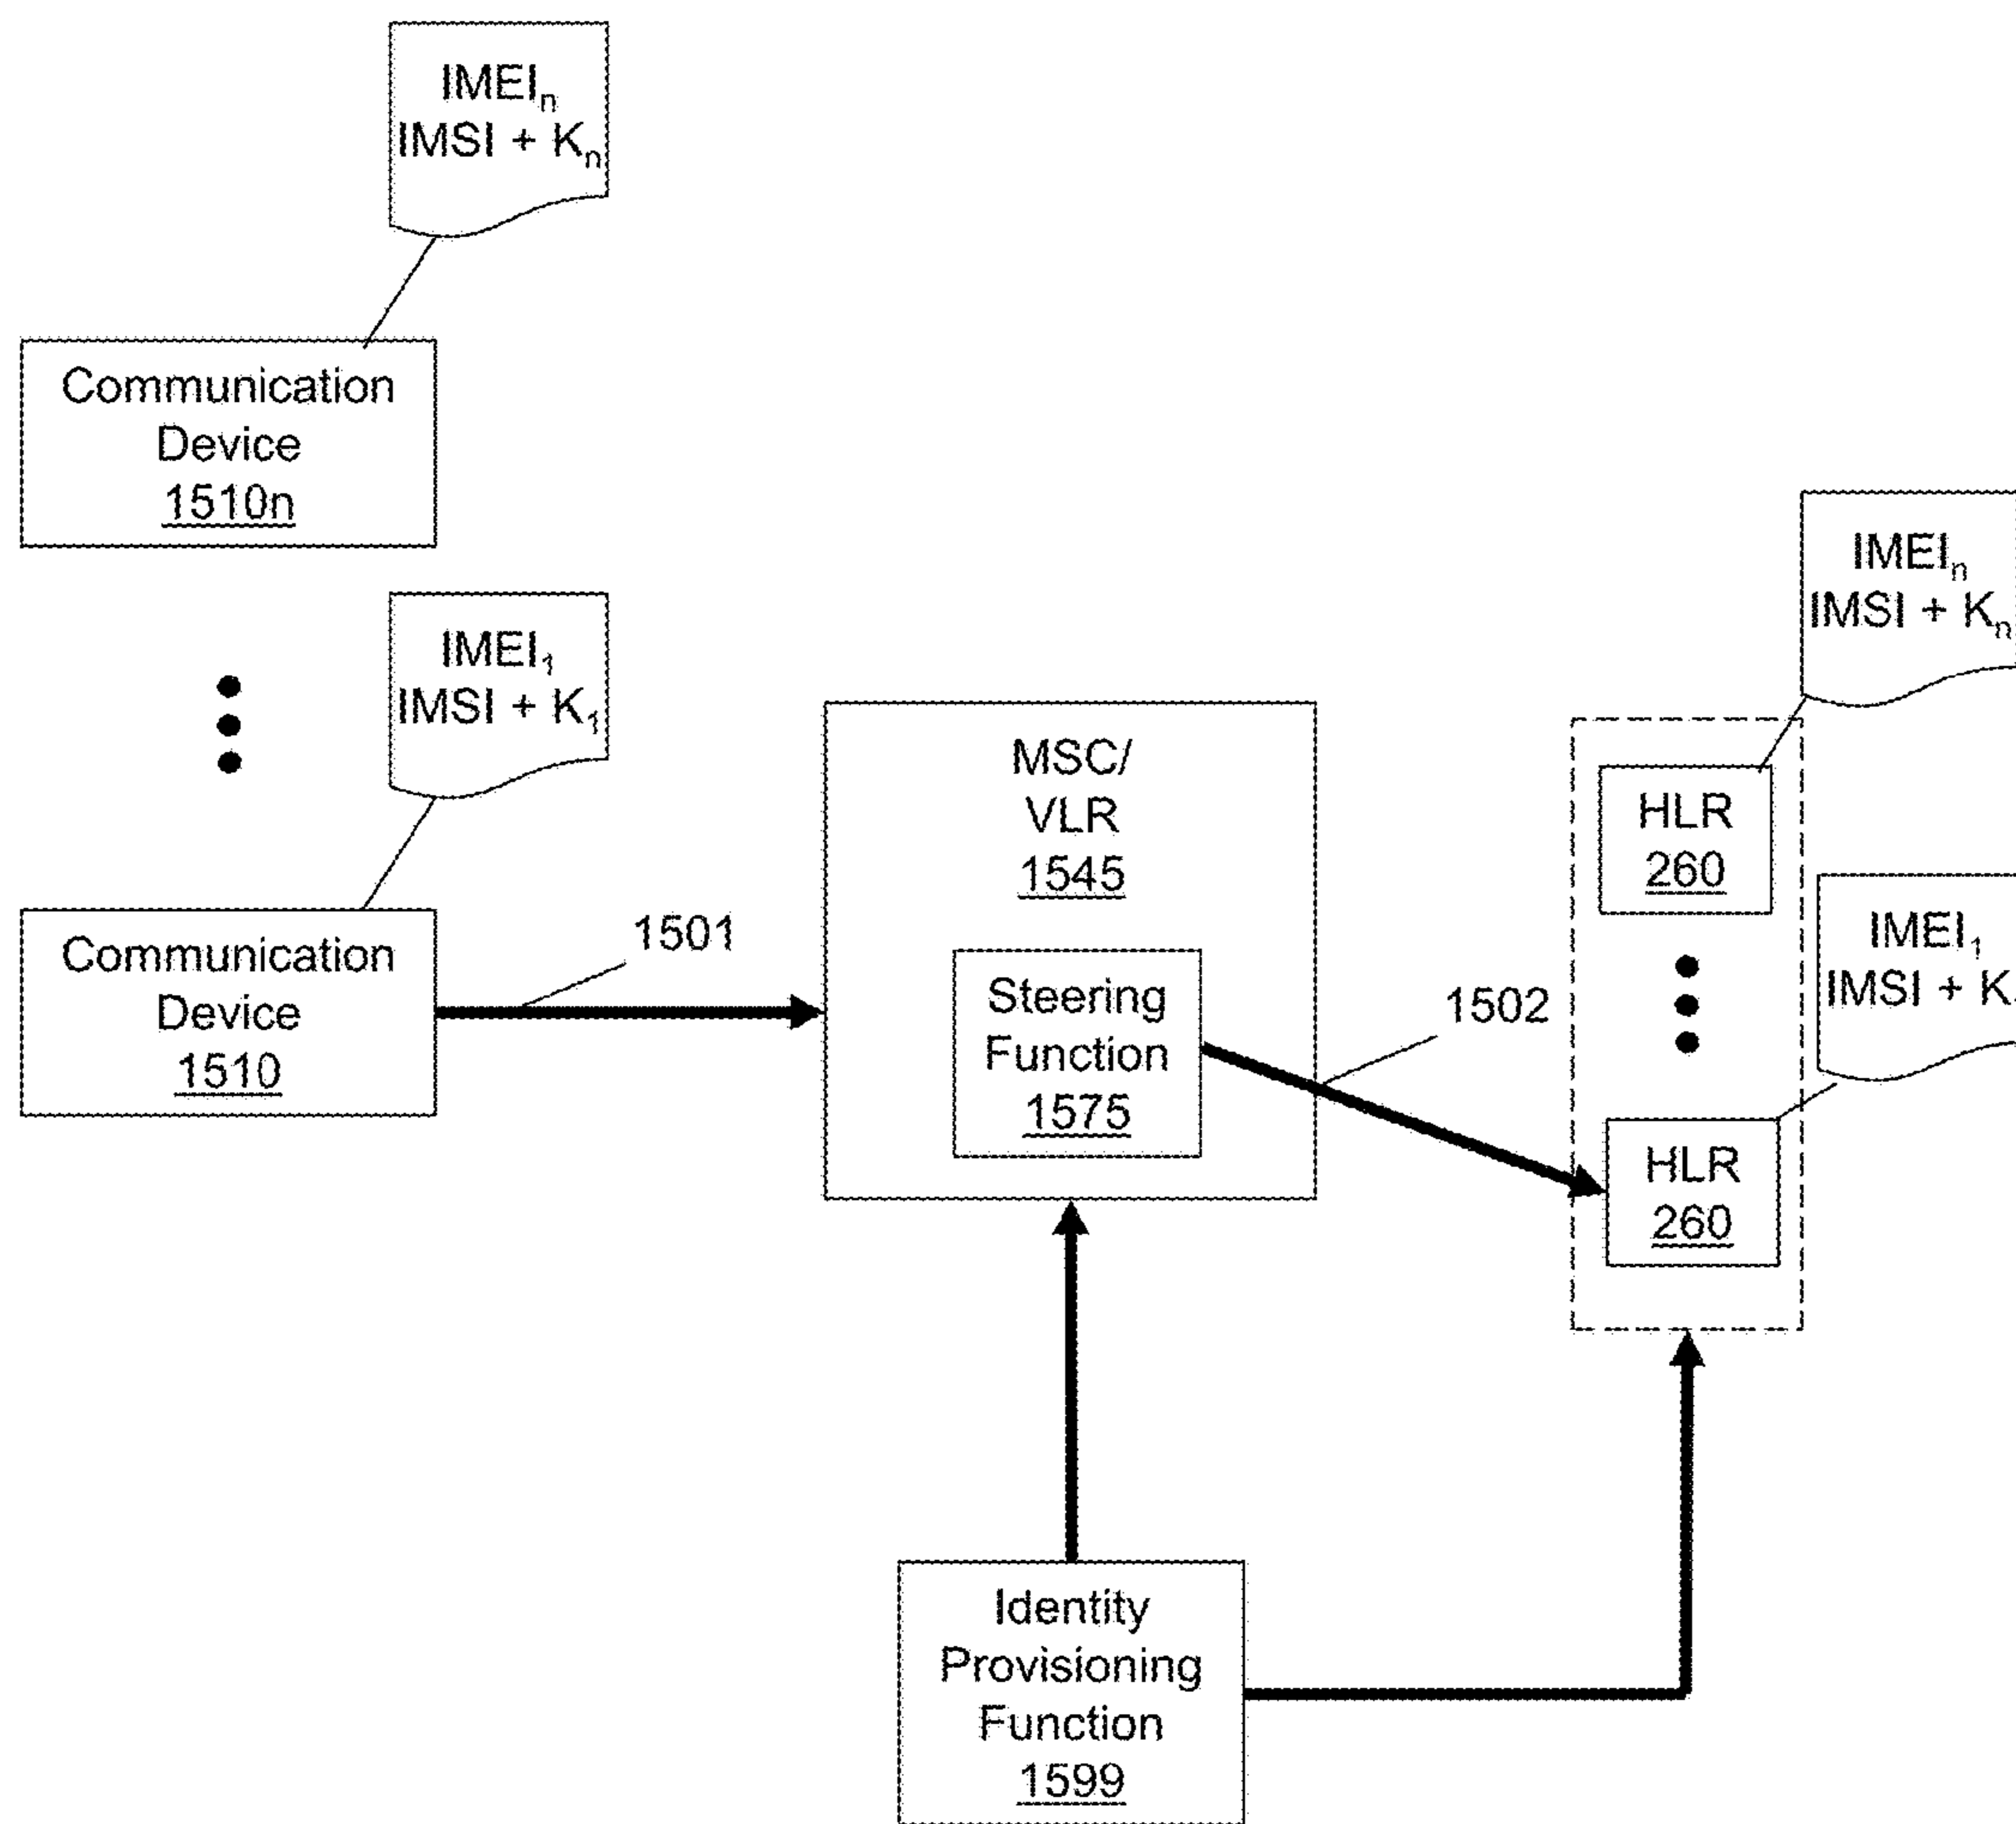 IMEIn
IMSI + Kn
Communication
Device
1510n
IMEI1
IMSI + K1
Communication
Device
1510
1501
MSC/
VLR
1545
Steering
Function
1575
1502
IMEIn
IMSI + Kn
HLR
260
IMEI1
IMSI + K
HLR
260
Identity
Provisioning
Function
1599